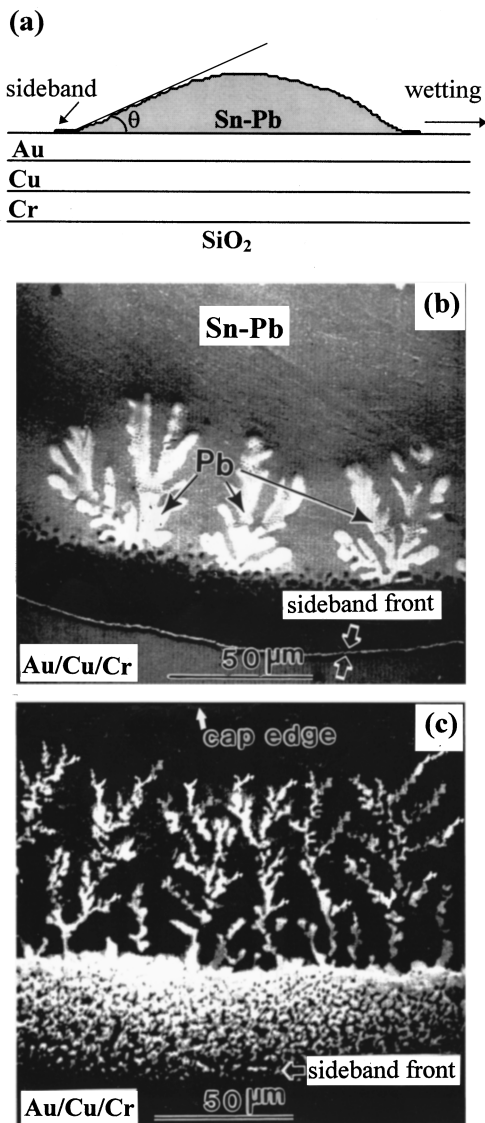 (a)
sideband
wetting
θ
Sn-Pb
Au
Cu
Cr
SiO2
(b)
Sn-Pb
Pb
sideband front
Au/Cu/Cr
50 μm
(c)
cap edge
sideband front
Au/Cu/Cr
50 μm